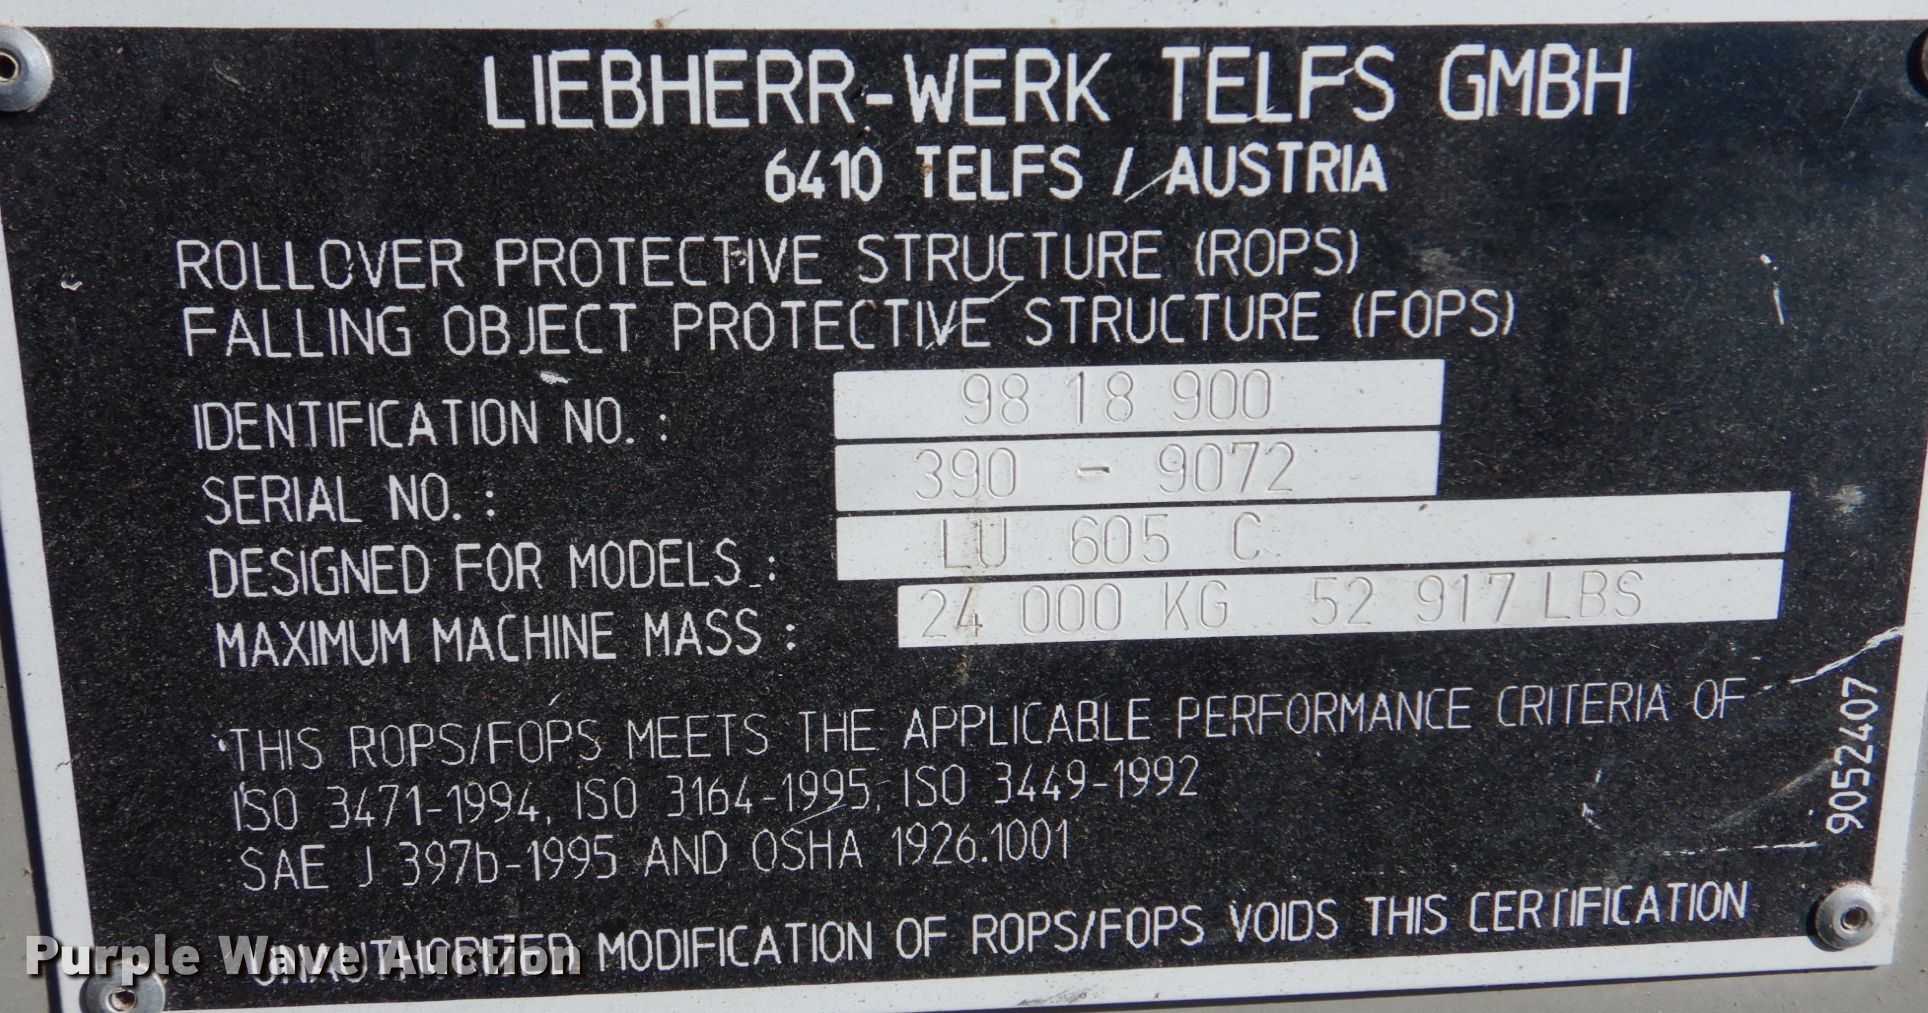 LIEBHERR-WERK TELFS GMBH
6410 TELFS / AUSTRIA
ROLLOVER PROTECTIVE STRUCTURE (ROPS)
FALLING OBJECT PROTECTIVE STRUCTURE (FOPS)
IDENTIFICATION NO. : 98 18 900
SERIAL NO. : 390 - 9072
DESIGNED FOR MODELS : LU 605 C
MAXIMUM MACHINE MASS : 24 000 KG 52 917 LBS
THIS ROPS/FOPS MEETS THE APPLICABLE PERFORMANCE CRITERIA OF
ISO 3471-1994, ISO 3164-1995, ISO 3449-1992
SAE J 397b-1995 AND OSHA 1926.1001
UNAUTHORIZED MODIFICATION OF ROPS/FOPS VOIDS THIS CERTIFICATION
9052407
Purple Wave Auction